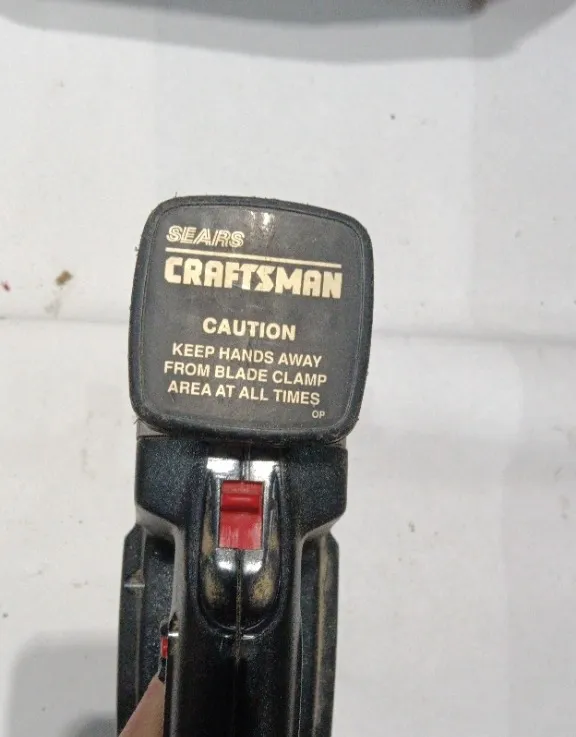 SEARS
CRAFTSMAN
CAUTION
KEEP HANDS AWAY
FROM BLADE CLAMP
AREA AT ALL TIMES
OP